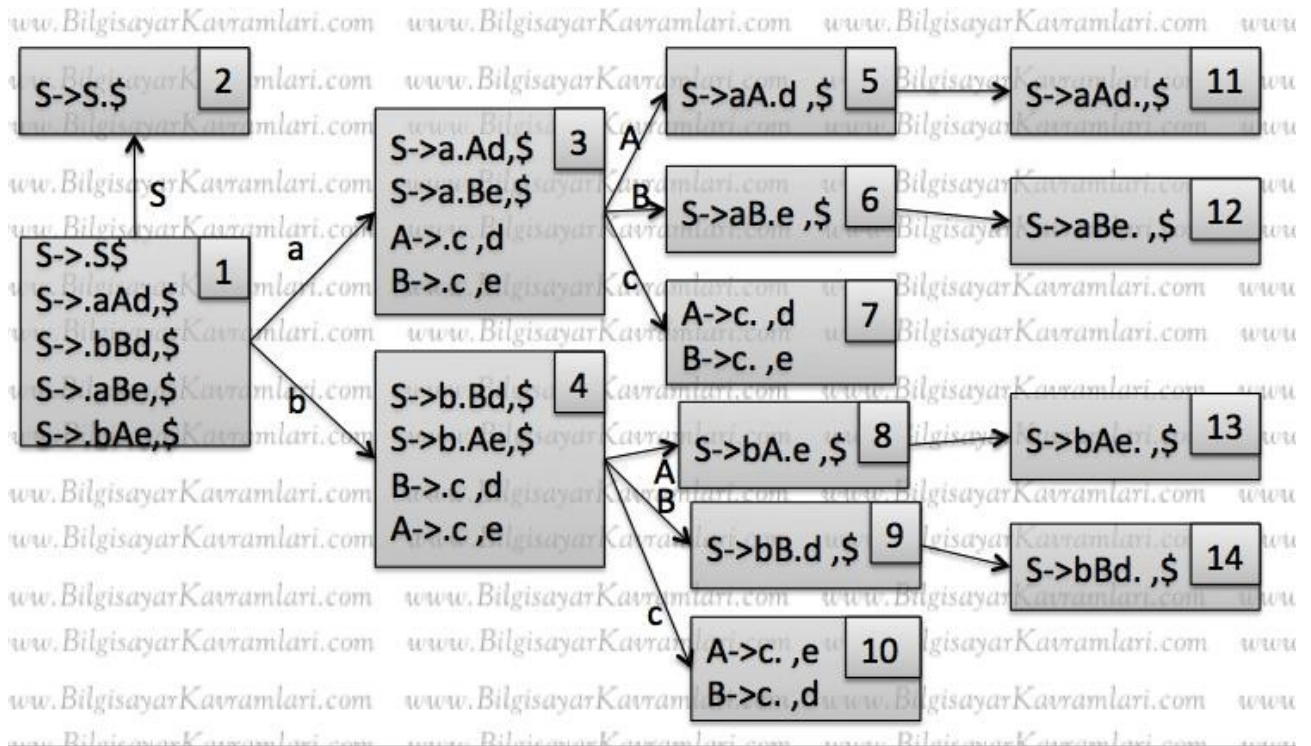 www.BilgisayarKavramlari.com
S->S.$
2
S
S->.S$
1
S->.aAd,$
S->.bBd,$
S->.aBe,$
S->.bAe,$
a
b
S->a.Ad,$
3
S->a.Be,$
A->.c ,d
B->.c ,e
S->b.Bd,$
4
S->b.Ae,$
B->.c ,d
A->.c ,e
A
B
c
A
B
c
S->aA.d ,$
5
S->aB.e ,$
6
A->c. ,d
7
B->c. ,e
S->bA.e ,$
8
S->bB.d ,$
9
A->c. ,e
10
B->c. ,d
S->aAd.,$
11
S->aBe. ,$
12
S->bAe. ,$
13
S->bBd. ,$
14